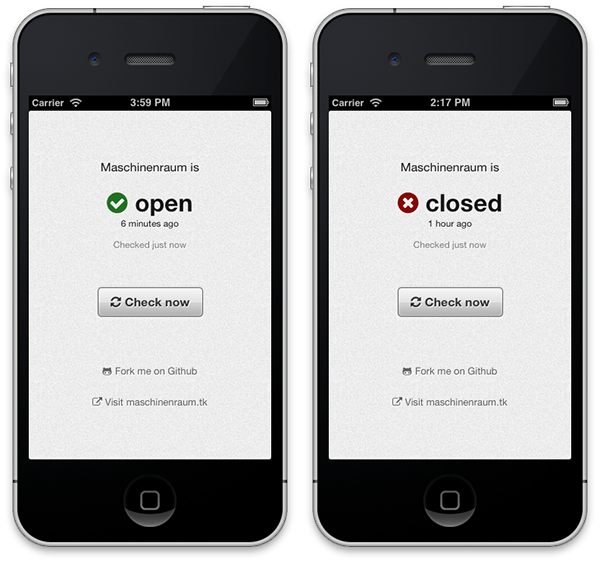 Carrier 3:59 PM
Maschinenraum is
open
6 minutes ago
Checked just now
Check now
Fork me on Github
Visit maschinenraum.tk
Carrier 2:17 PM
Maschinenraum is
closed
1 hour ago
Checked just now
Check now
Fork me on Github
Visit maschinenraum.tk